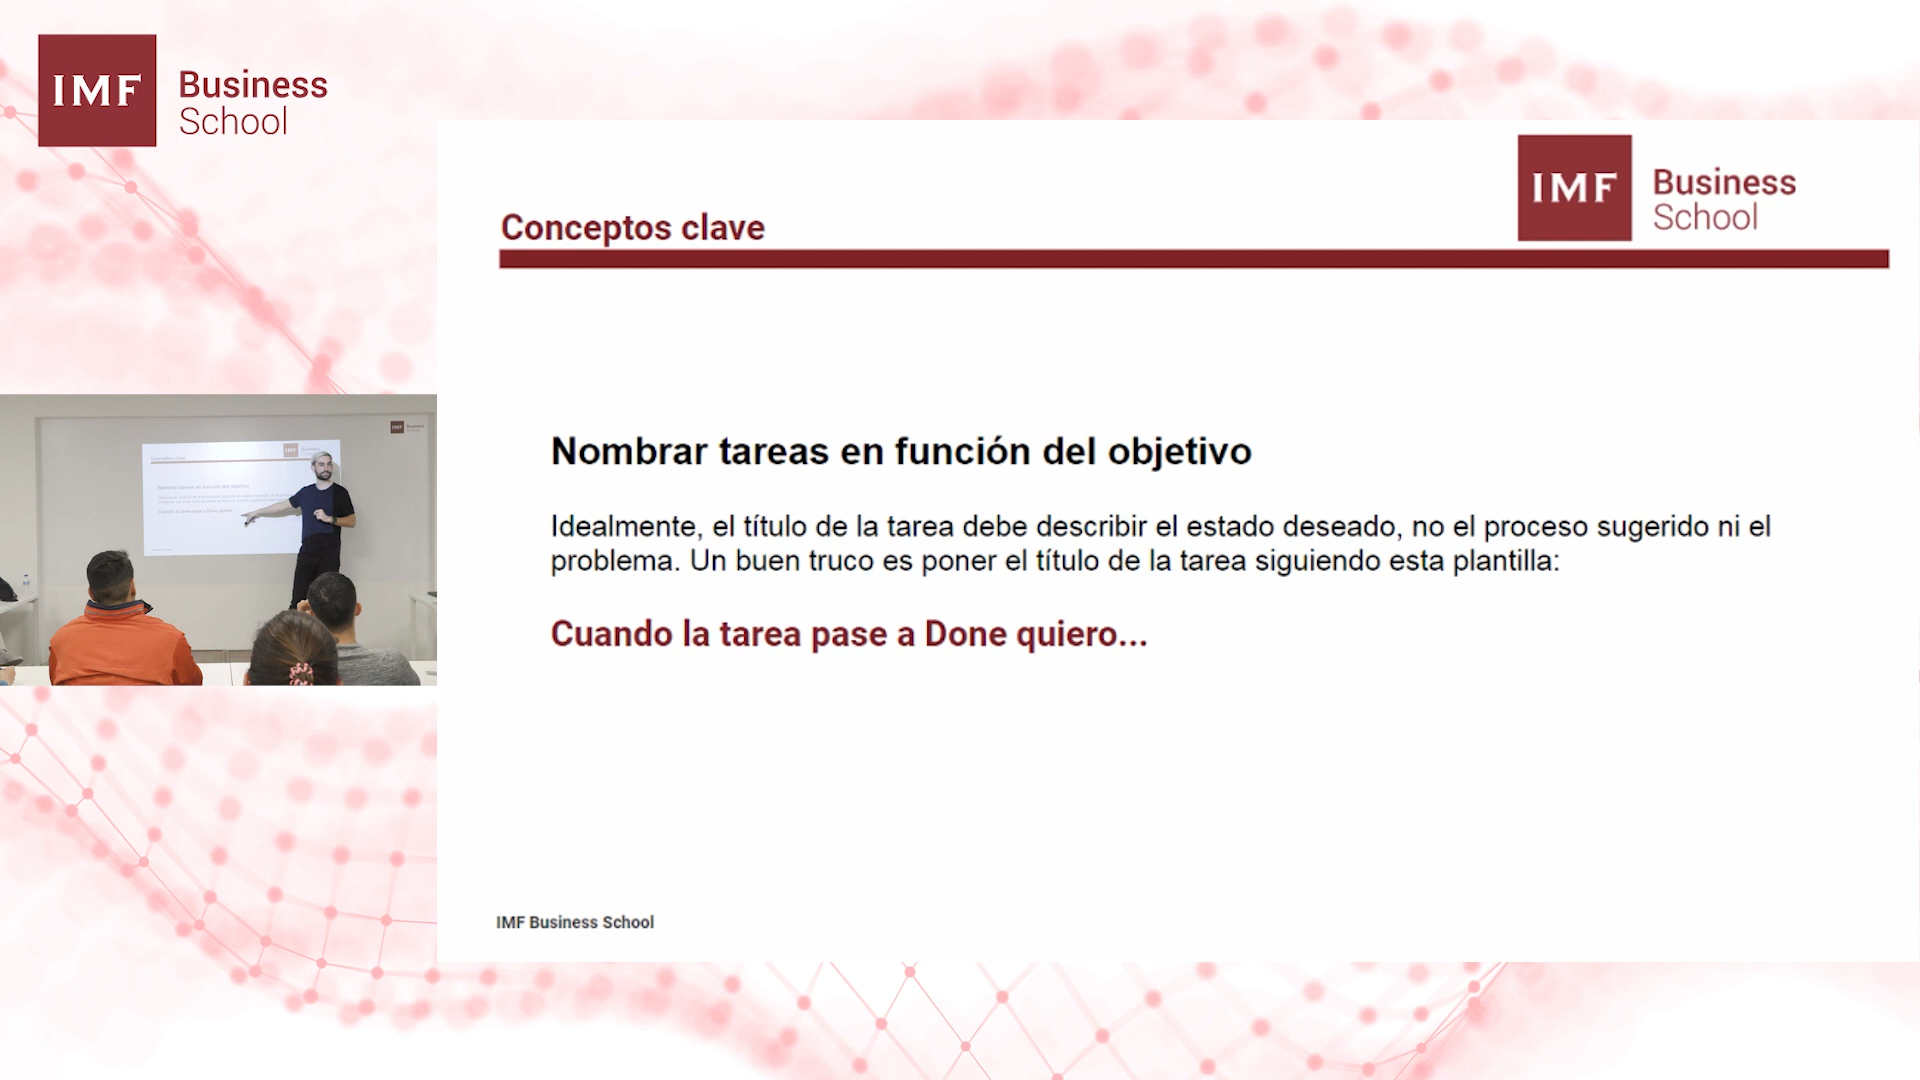 IMF Business
School
IMF Business
School
Conceptos clave
Nombrar tareas en función del objetivo
Idealmente, el título de la tarea debe describir el estado deseado, no el proceso sugerido ni el
problema. Un buen truco es poner el título de la tarea siguiendo esta plantilla:
Cuando la tarea pase a Done quiero...
IMF Business School